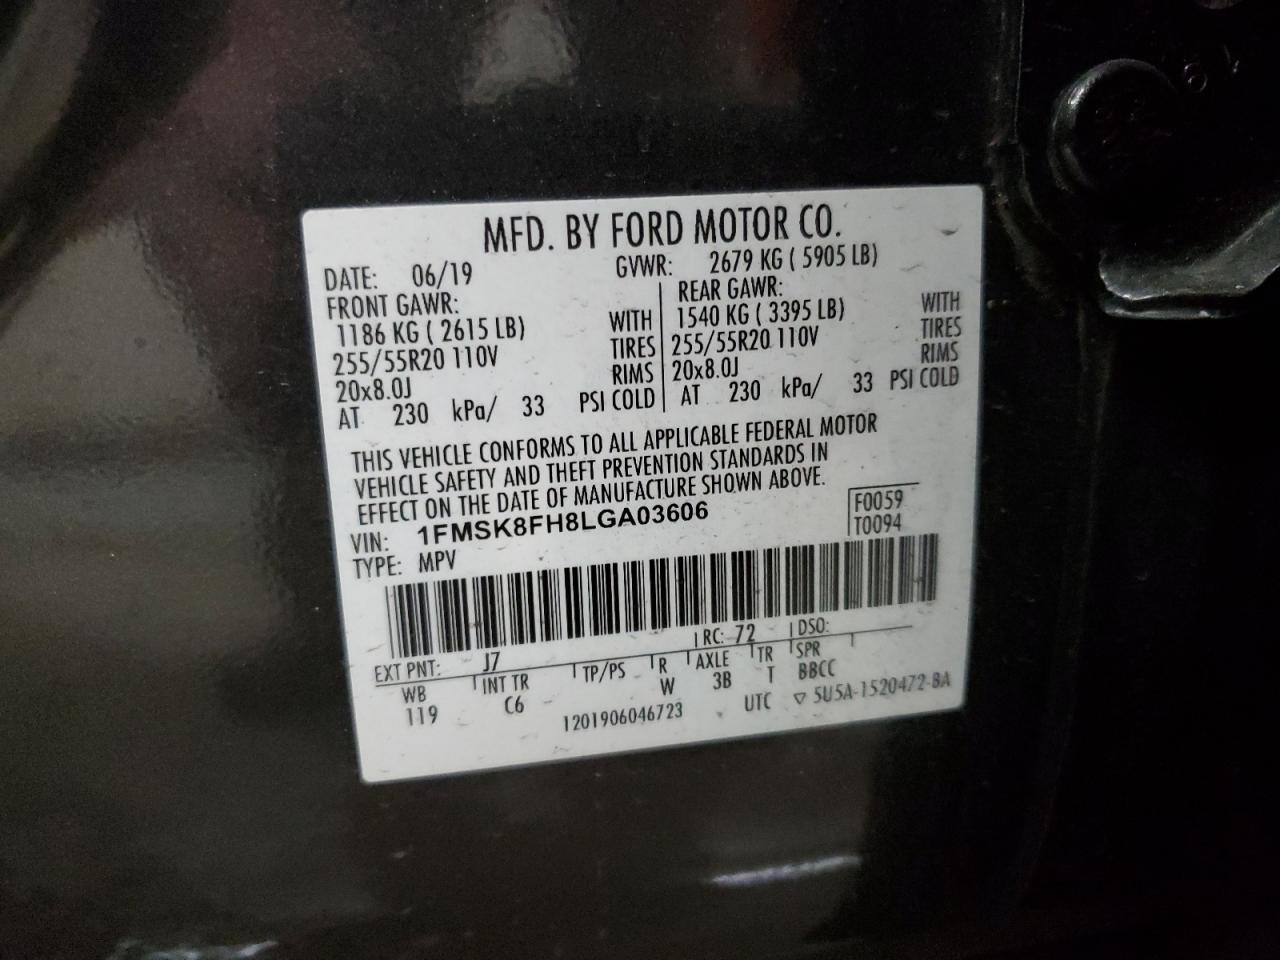 MFD. BY FORD MOTOR CO.
DATE: 06/19 GVWR: 2679 KG ( 5905 LB)
FRONT GAWR: REAR GAWR:
1186 KG ( 2615 LB) WITH 1540 KG ( 3395 LB) WITH
255/55R20 110V TIRES 255/55R20 110V TIRES
20x8.0J RIMS 20x8.0J RIMS
AT 230 kPa/ 33 PSI COLD AT 230 kPa/ 33 PSI COLD
THIS VEHICLE CONFORMS TO ALL APPLICABLE FEDERAL MOTOR
VEHICLE SAFETY AND THEFT PREVENTION STANDARDS IN
EFFECT ON THE DATE OF MANUFACTURE SHOWN ABOVE.
VIN: 1FMSK8FH8LGA03606 F0059
TYPE: MPV T0094
EXT PNT: J7 RC: 72 DSO:
WB INT TR TP/PS R AXLE TR SPR
119 C6 W 3B T BBCC
1201906046723 UTC ▽ 5U5A-1520472-BA